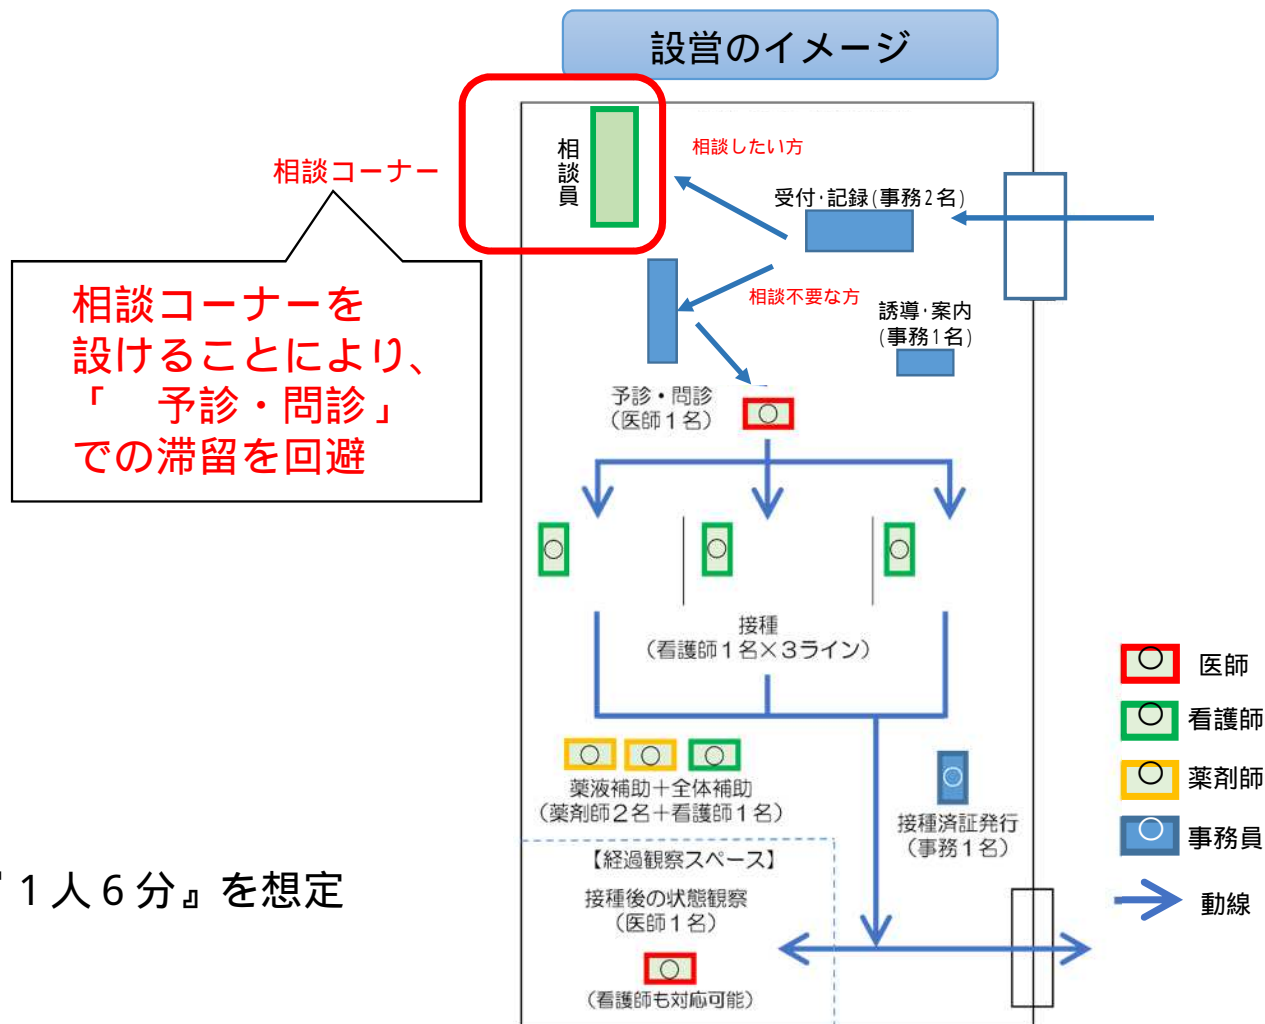 設営のイメージ
相談コーナー
相談員
相談したい方
受付・記録(事務2名)
相談不要な方
誘導・案内
(事務1名)
相談コーナーを
設けることにより、
「　予診・問診」
での滞留を回避
予診・問診
（医師１名）
接種
（看護師１名×３ライン）
薬液補助＋全体補助
（薬剤師２名＋看護師１名）
接種済証発行
（事務１名）
【経過観察スペース】
接種後の状態観察
（医師１名）
（看護師も対応可能）
『１人６分』を想定
医師
看護師
薬剤師
事務員
動線